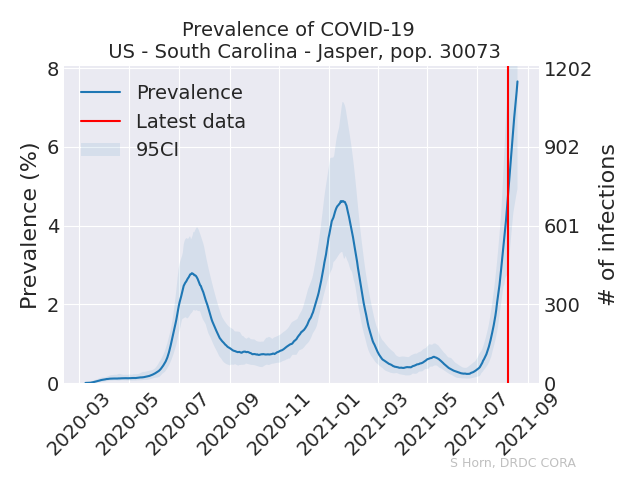 Prevalence of COVID-19
US - South Carolina - Jasper, pop. 30073
Prevalence
Latest data
95CI
Prevalence (%)
8
6
4
2
0
# of infections
1202
902
601
300
0
2020-03
2020-05
2020-07
2020-09
2020-11
2021-01
2021-03
2021-05
2021-07
2021-09
S Horn, DRDC CORA